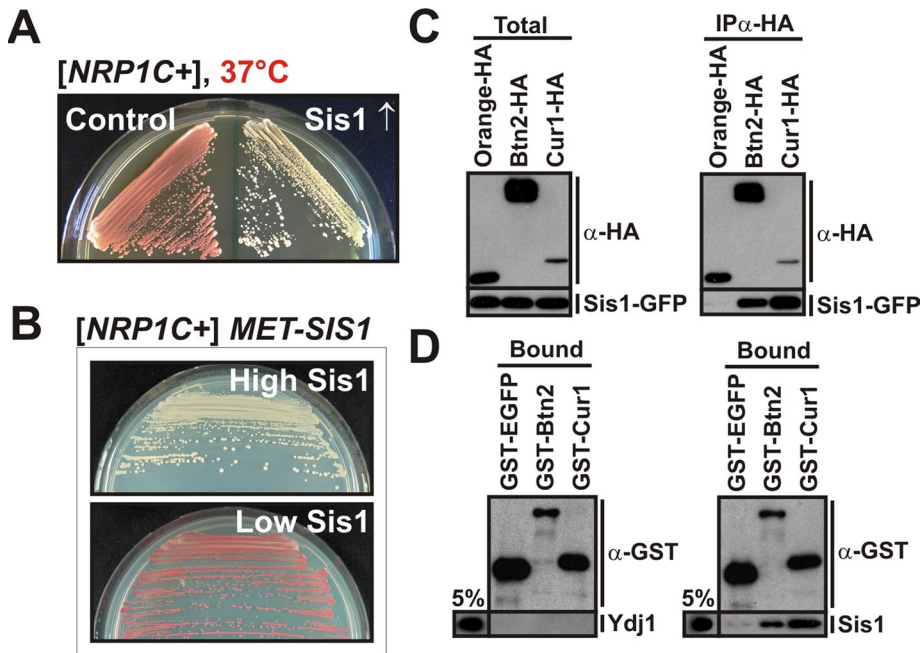 A
[NRP1C+], 37°C
Control
Sis1 ↑
B
[NRP1C+] MET-SIS1
High Sis1
Low Sis1
C
Total
Orange-HA
Btn2-HA
Cur1-HA
α-HA
Sis1-GFP
IPα-HA
Orange-HA
Btn2-HA
Cur1-HA
α-HA
Sis1-GFP
D
Bound
GST-EGFP
GST-Btn2
GST-Cur1
α-GST
5%
Ydj1
Bound
GST-EGFP
GST-Btn2
GST-Cur1
α-GST
5%
Sis1